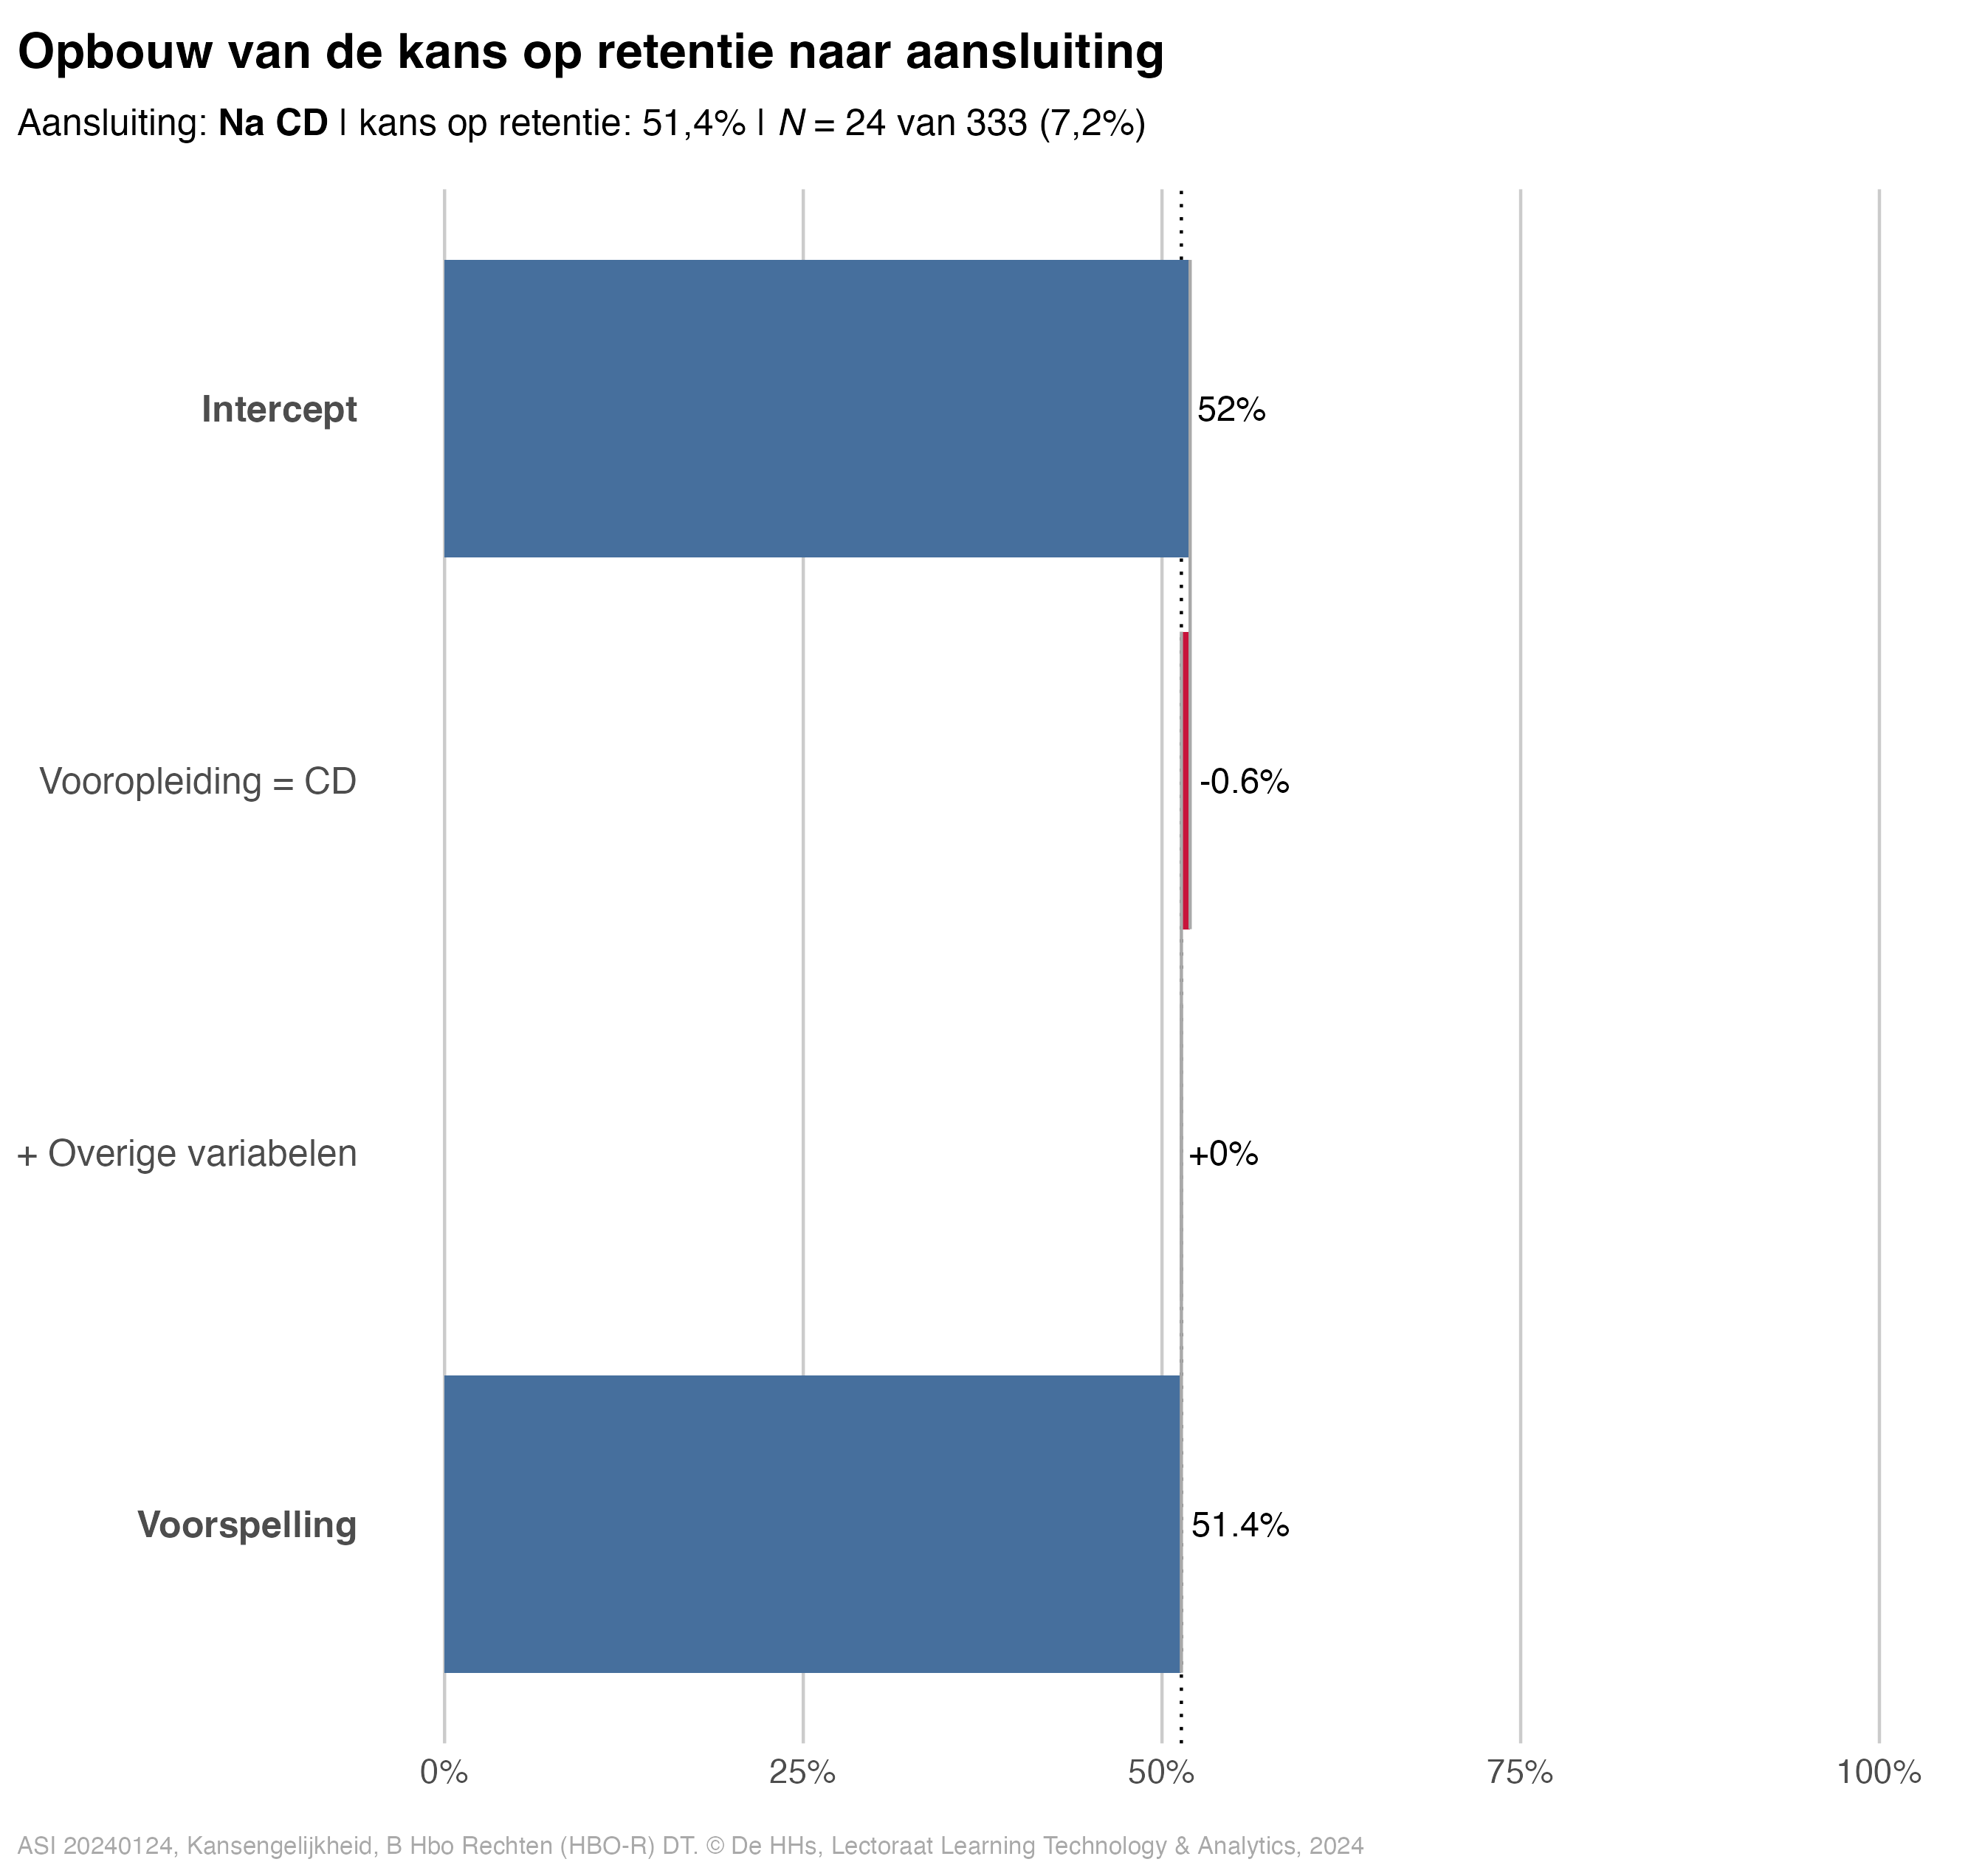 Opbouw van de kans op retentie naar aansluiting
Aansluiting: Na CD | kans op retentie: 51,4% | N = 24 van 333 (7,2%)
Intercept
52%
Vooropleiding = CD
-0.6%
+ Overige variabelen
+0%
Voorspelling
51.4%
0%
25%
50%
75%
100%
ASI 20240124, Kansengelijkheid, B Hbo Rechten (HBO-R) DT. © De HHs, Lectoraat Learning Technology & Analytics, 2024